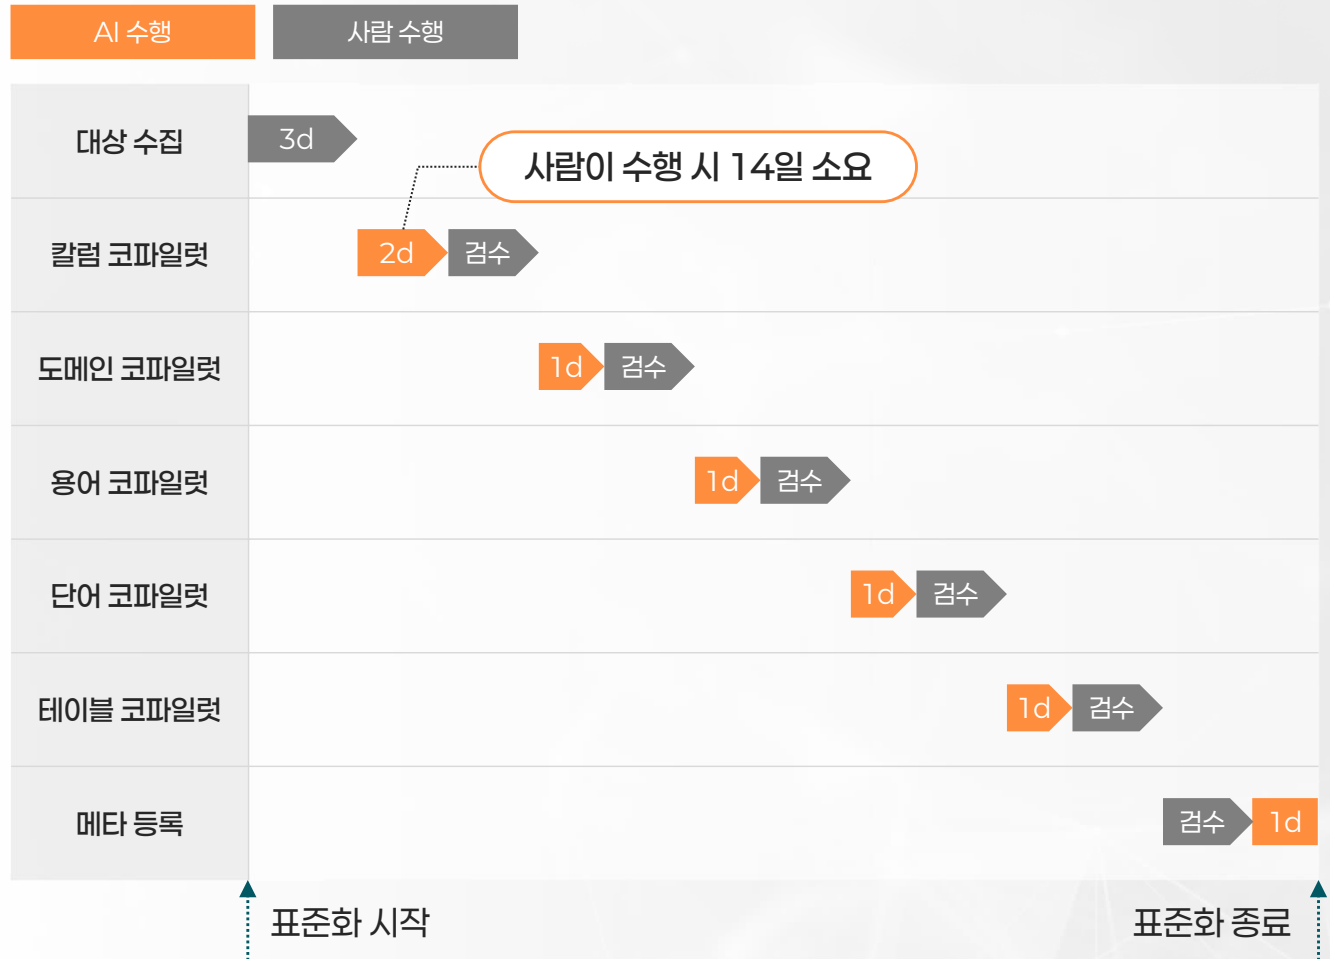 AI 수행
사람 수행
대상 수집
3d
사람이 수행 시 14일 소요
칼럼 코파일럿
2d
검수
도메인 코파일럿
1d
검수
용어 코파일럿
1d
검수
단어 코파일럿
1d
검수
테이블 코파일럿
1d
검수
메타 등록
검수
1d
표준화 시작
표준화 종료